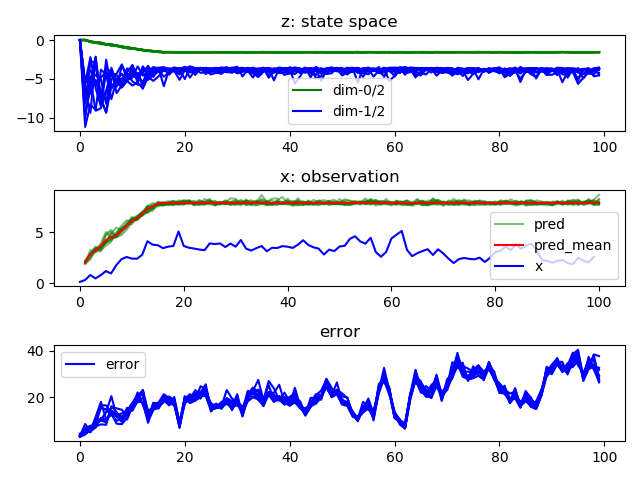 z: state space
0
−5
−10
dim-0/2
dim-1/2
0 20 40 60 80 100
x: observation
5
0
pred
pred_mean
x
0 20 40 60 80 100
error
40
20
error
0 20 40 60 80 100